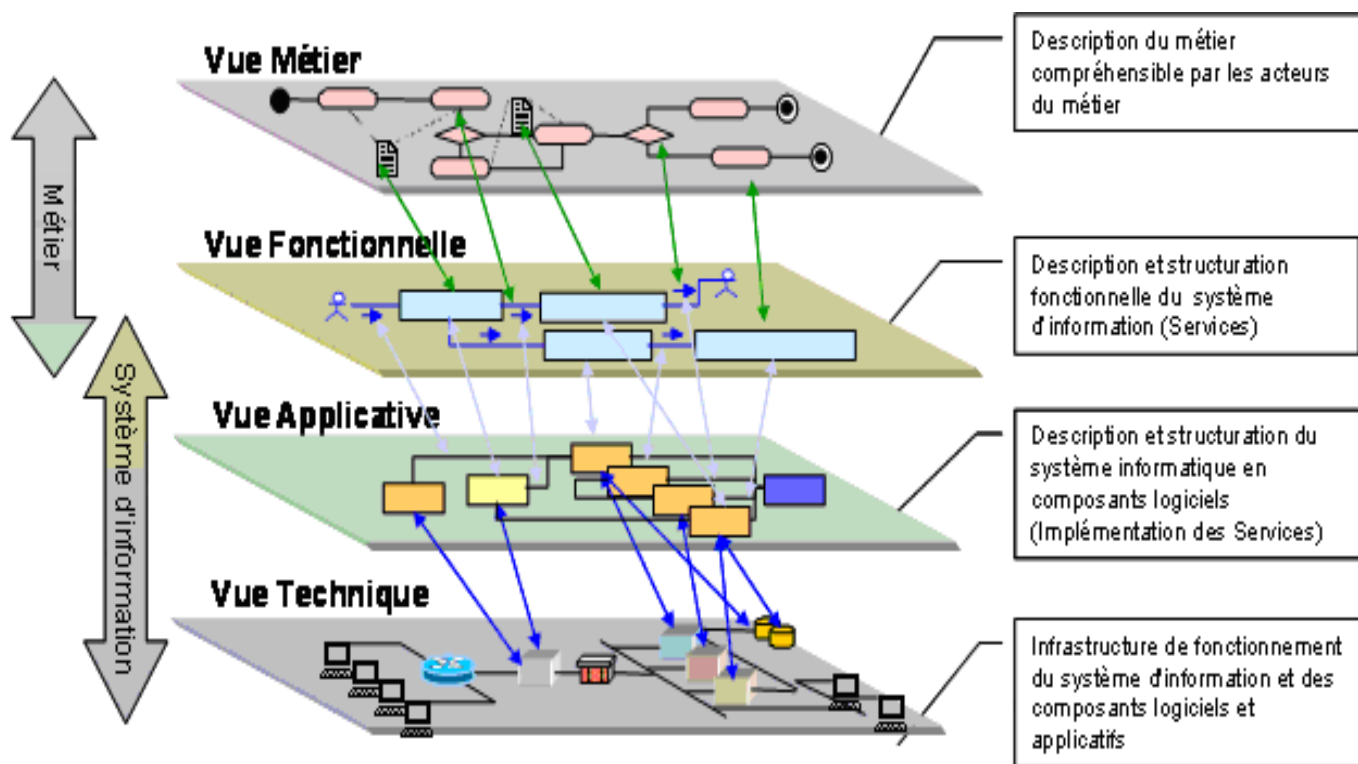 Vue Métier
Description du métier
compréhensible par les acteurs
du métier
Métier
Vue Fonctionnelle
Description et structuration
fonctionnelle du système
d'information (Services)
Système d'information
Vue Applicative
Description et structuration du
système informatique en
composants logiciels
(Implémentation des Services)
Vue Technique
Infrastructure de fonctionnement
du système d'information et des
composants logiciels et
applicatifs